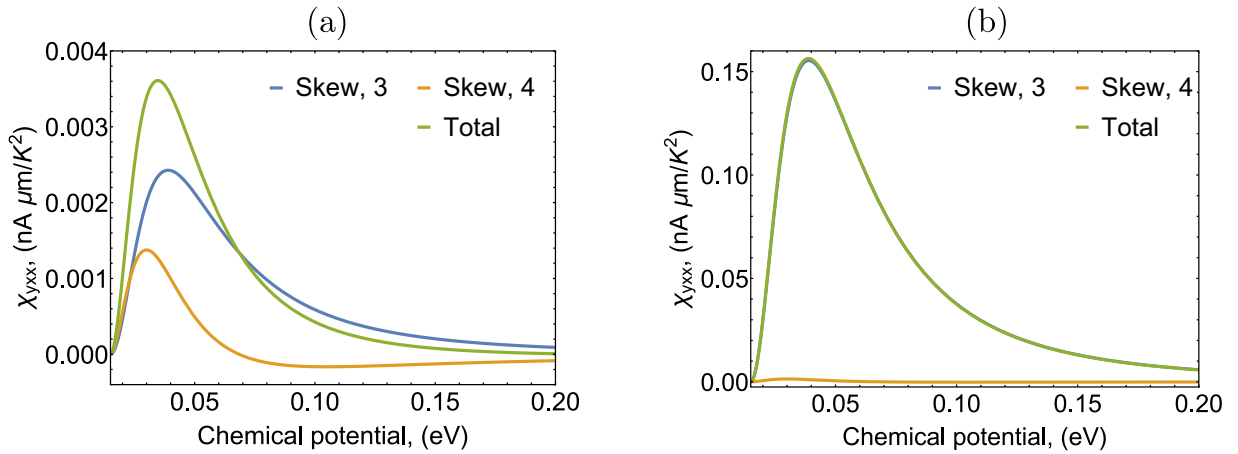 (a)
0.004
0.003
0.002
0.001
0.000
χyxx, (nA μm/K²)
Skew, 3
Skew, 4
Total
0.05
0.10
0.15
0.20
Chemical potential, (eV)
(b)
0.15
0.10
0.05
0.00
χyxx, (nA μm/K²)
Skew, 3
Skew, 4
Total
0.05
0.10
0.15
0.20
Chemical potential, (eV)